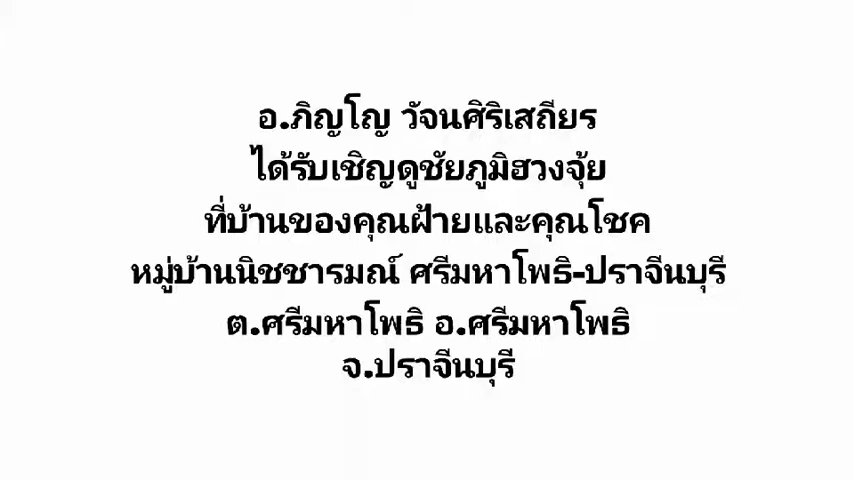 อ.ภิญโญ วัจนศิริเสถียร
ได้รับเชิญดูชัยภูมิฮวงจุ้ย
ที่บ้านของคุณฝ้ายและคุณโชค
หมู่บ้านนิชชารมณ์ ศรีมหาโพธิ-ปราจีนบุรี
ต.ศรีมหาโพธิ อ.ศรีมหาโพธิ
จ.ปราจีนบุรี